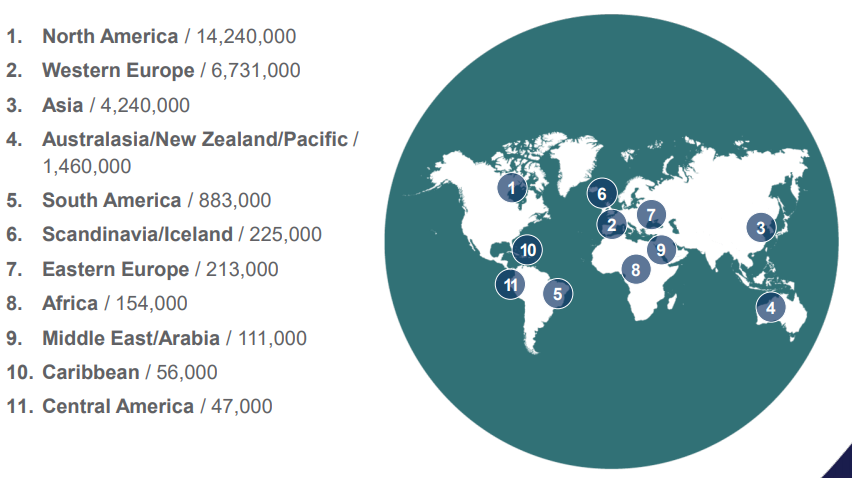 1. North America / 14,240,000
2. Western Europe / 6,731,000
3. Asia / 4,240,000
4. Australasia/New Zealand/Pacific /
1,460,000
5. South America / 883,000
6. Scandinavia/Iceland / 225,000
7. Eastern Europe / 213,000
8. Africa / 154,000
9. Middle East/Arabia / 111,000
10. Caribbean / 56,000
11. Central America / 47,000
1
6
7
2
3
10
9
8
11
5
4